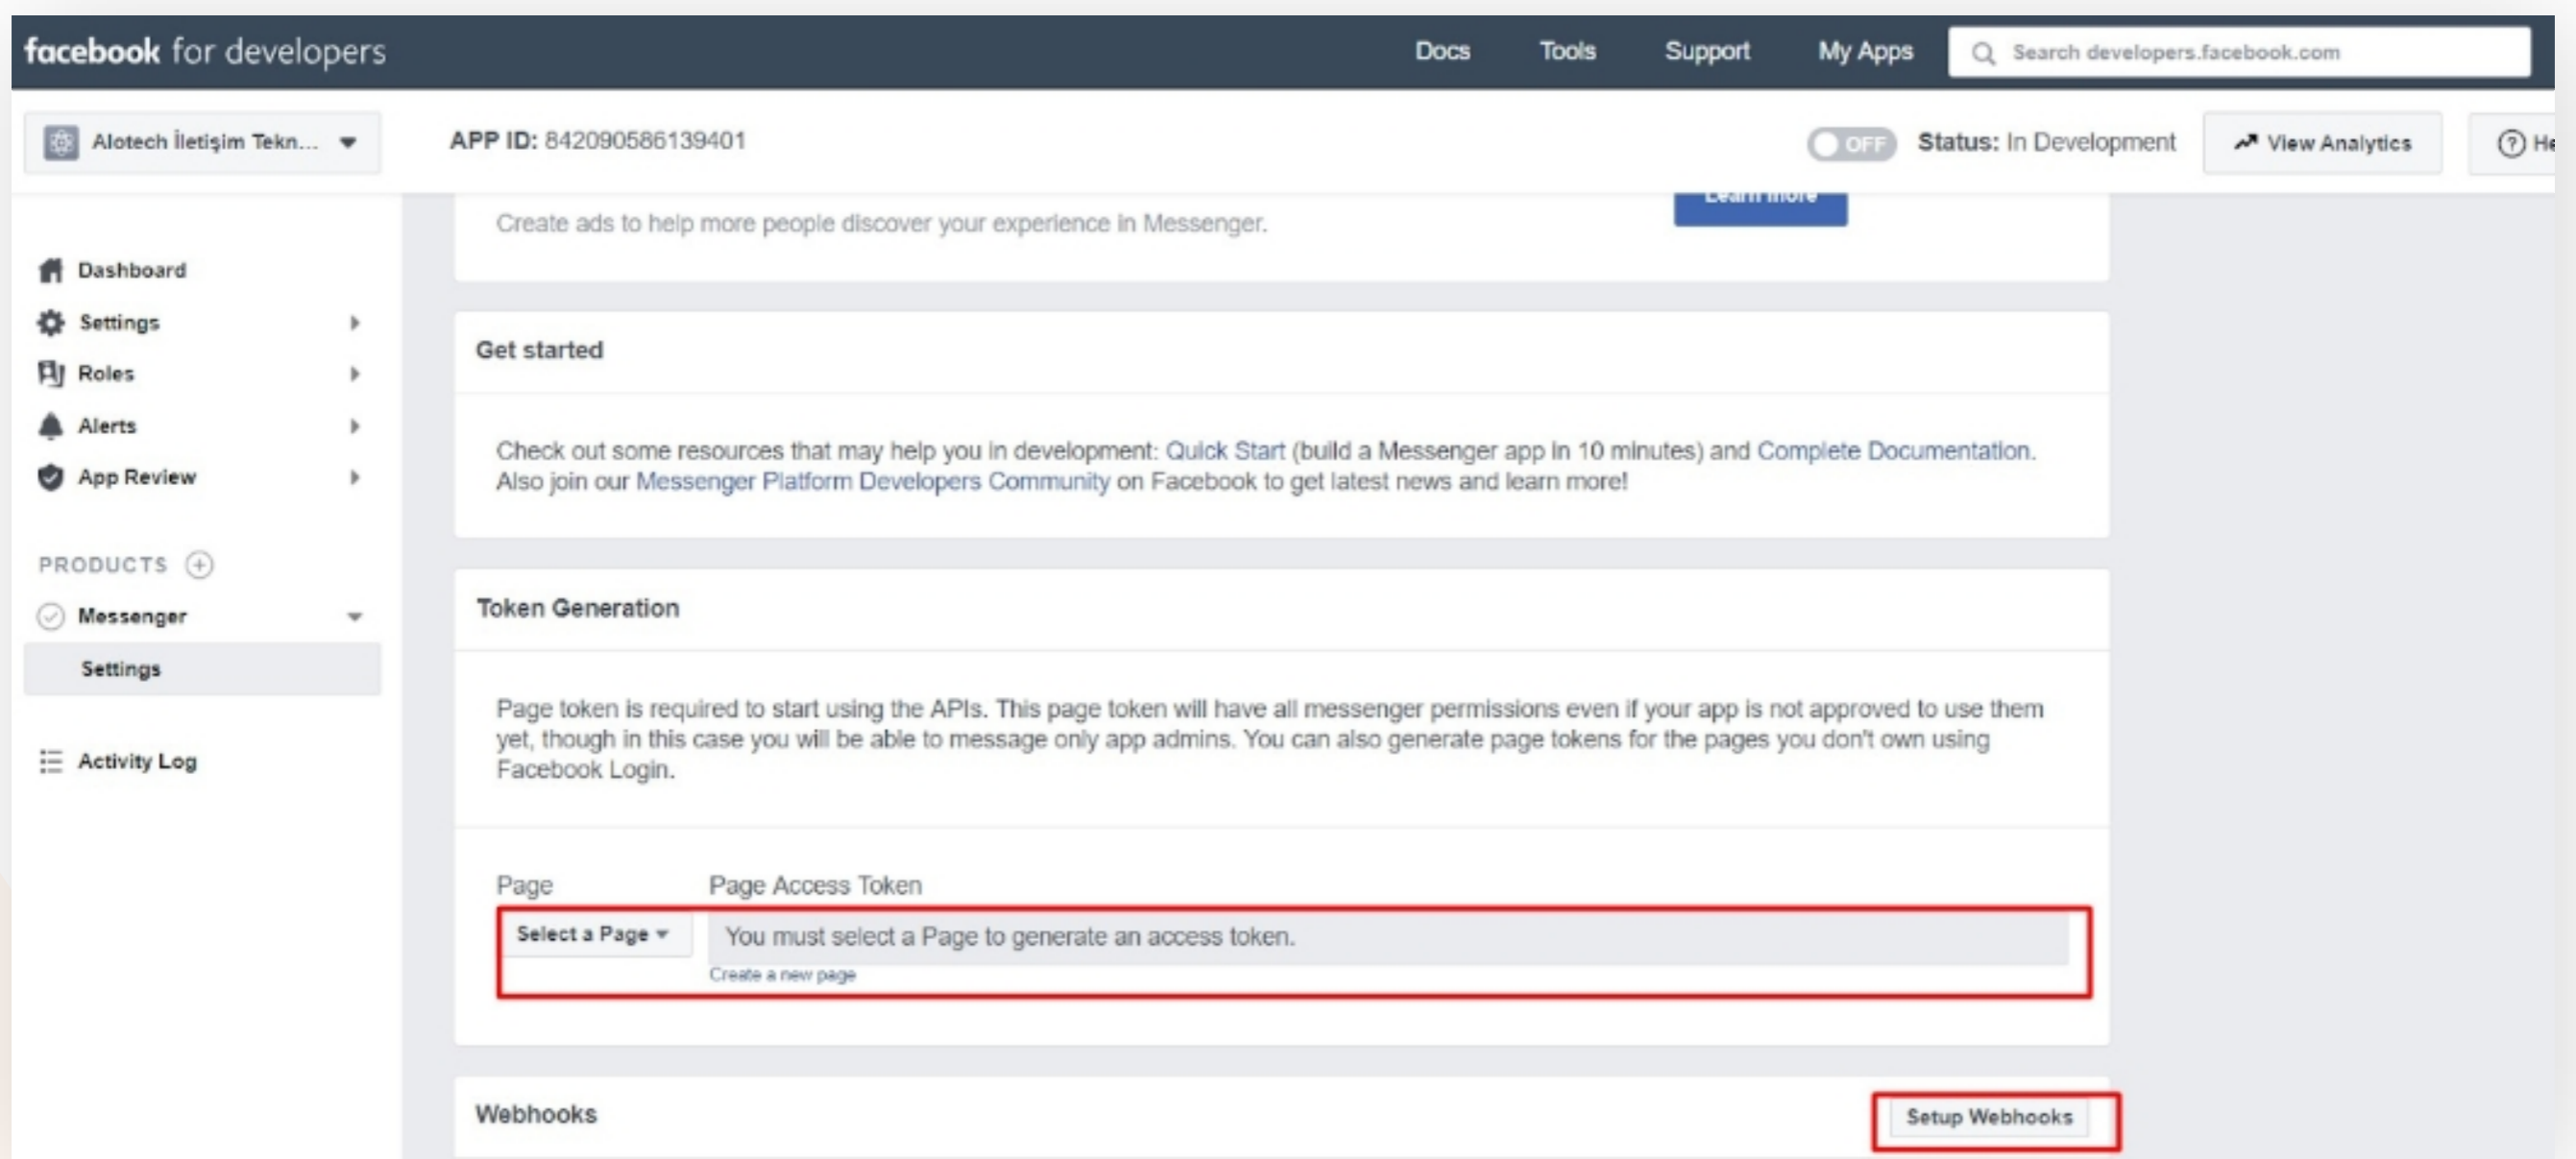 facebook for developers
Docs Tools Support My Apps Search developers.facebook.com
Alotech İletişim Tekn... APP ID: 842090586139401 OFF Status: In Development View Analytics
Learn more
Create ads to help more people discover your experience in Messenger.
Dashboard
Settings
Roles
Alerts
App Review
PRODUCTS
Messenger
Settings
Activity Log
Get started
Check out some resources that may help you in development: Quick Start (build a Messenger app in 10 minutes) and Complete Documentation.
Also join our Messenger Platform Developers Community on Facebook to get latest news and learn more!
Token Generation
Page token is required to start using the APIs. This page token will have all messenger permissions even if your app is not approved to use them
yet, though in this case you will be able to message only app admins. You can also generate page tokens for the pages you don't own using
Facebook Login.
Page Page Access Token
Select a Page You must select a Page to generate an access token.
Create a new page
Webhooks Setup Webhooks